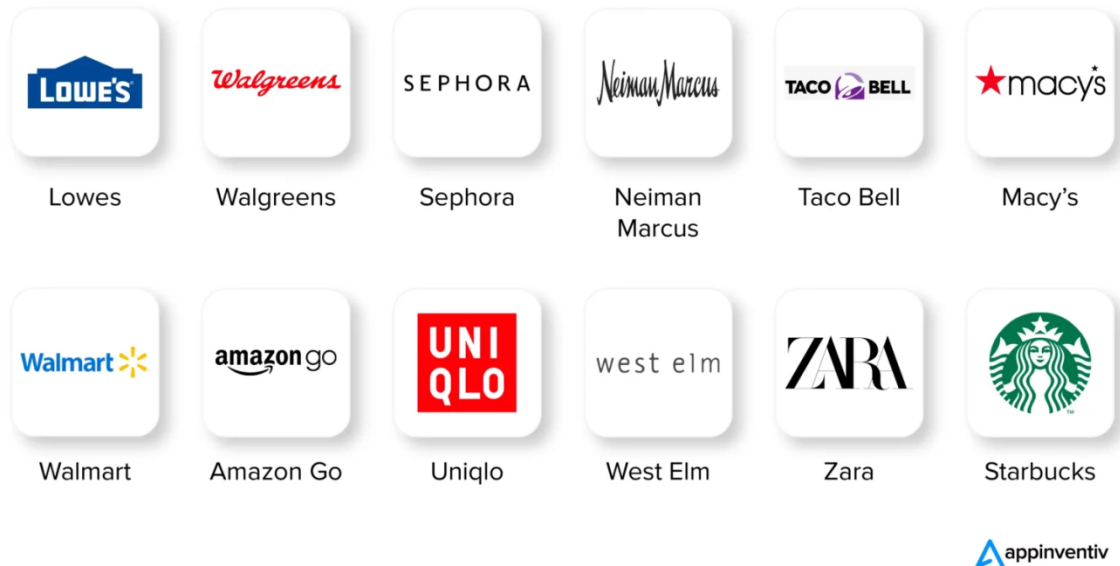 LOWE'S
Walgreens
SEPHORA
Neiman Marcus
TACO BELL
macy's
Lowes
Walgreens
Sephora
Neiman
Marcus
Taco Bell
Macy’s
Walmart
amazon go
UNI
QLO
west elm
ZARA
TM
Walmart
Amazon Go
Uniqlo
West Elm
Zara
Starbucks
appinventiv